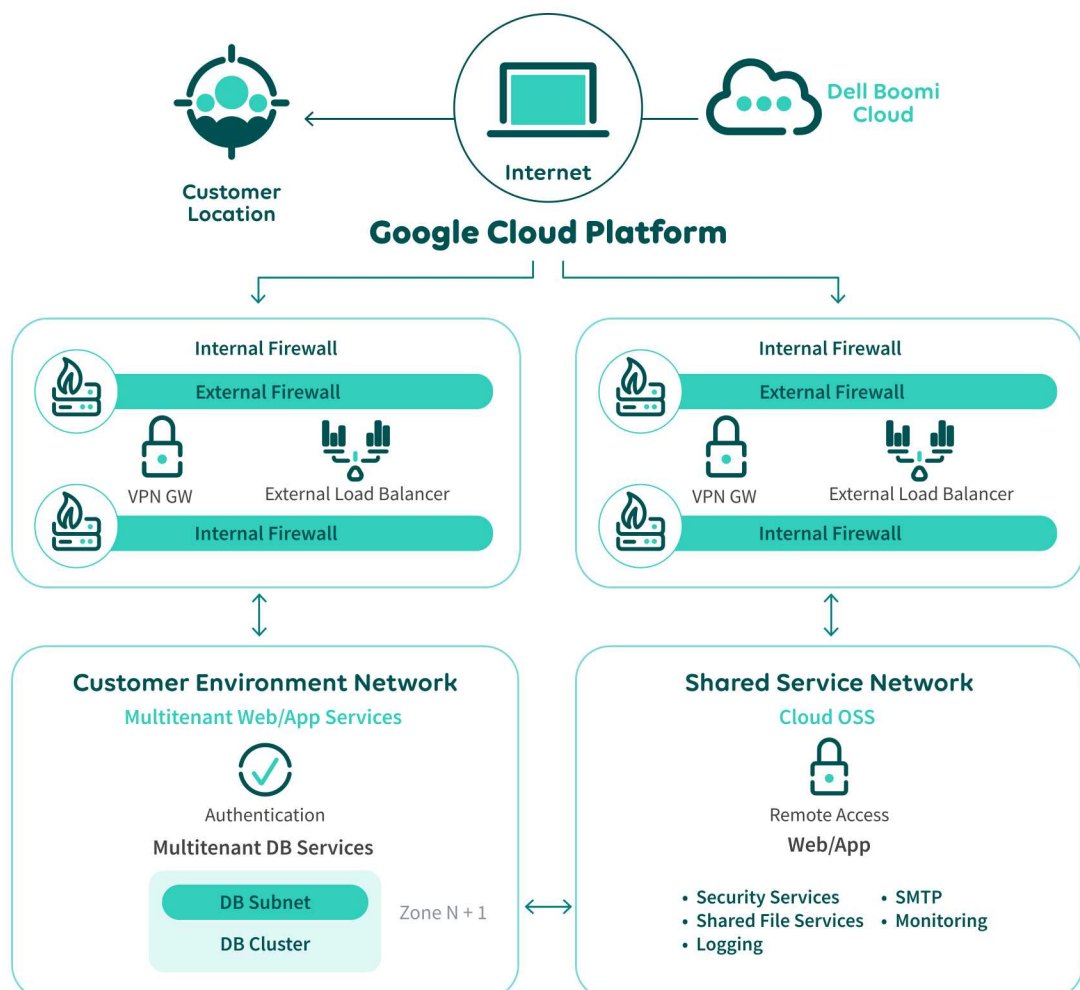 Dell Boomi
Cloud
Internet
Customer
Location
Google Cloud Platform
Internal Firewall
External Firewall
VPN GW
External Load Balancer
Internal Firewall
Internal Firewall
External Firewall
VPN GW
External Load Balancer
Internal Firewall
Customer Environment Network
Multitenant Web/App Services
Authentication
Multitenant DB Services
DB Subnet
DB Cluster
Zone N + 1
Shared Service Network
Cloud OSS
Remote Access
Web/App
• Security Services
• Shared File Services
• Logging
• SMTP
• Monitoring